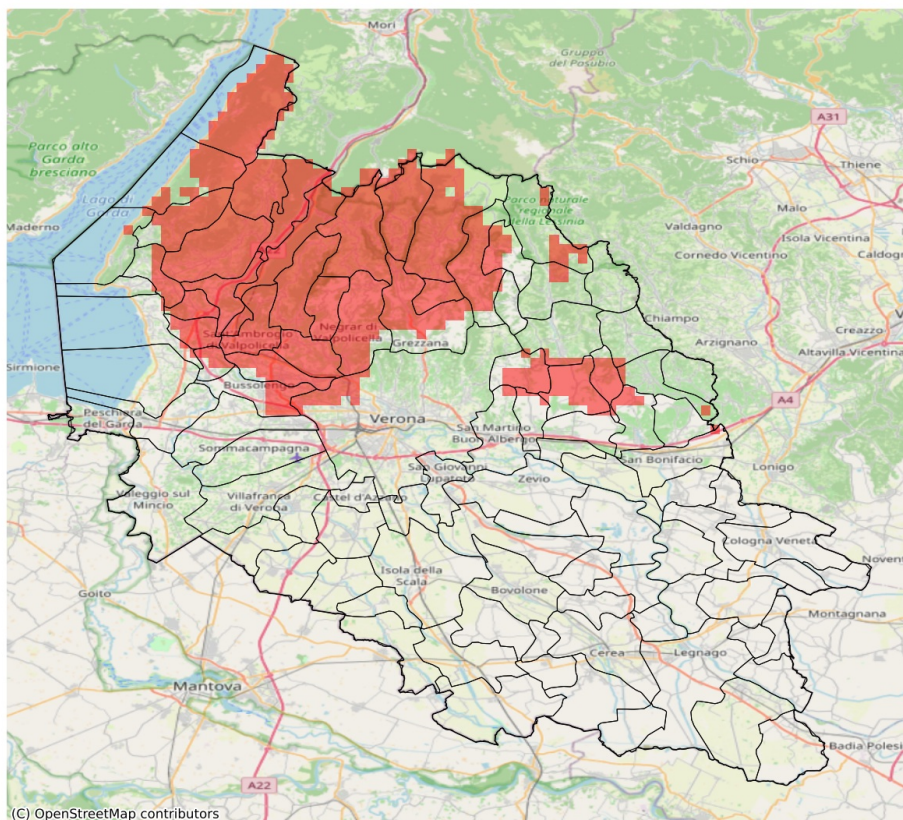 Mori
Gruppo
del Pasubio
A31
Parco alto
Garda
bresciano
Schio
Thiene
Lago di
Garda
Parco naturale
regionale
della Lessinia
Malo
Maderno
Valdagno
Isola Vicentina
Cornedo Vicentino
Caldogno
Chiampo
Sant'Ambrogio
di Valpolicella
Negrar di
Valpolicella
Grezzana
Creazzo
Arzignano
Altavilla Vicentina
Sirmione
Bussolengo
A4
Peschiera
del Garda
Verona
San Martino
Buon Albergo
Sommacampagna
San Bonifacio
Lonigo
San Giovanni
Lupatoto
Zevio
Valeggio sul
Mincio
Villafranca
di Verona
Castel d'Azzano
Cologna Veneta
Isola della
Scala
Bovolone
Goito
Montagnana
Cerea
Legnago
Mantova
Badia Polesi
A22
(C) OpenStreetMap contributors